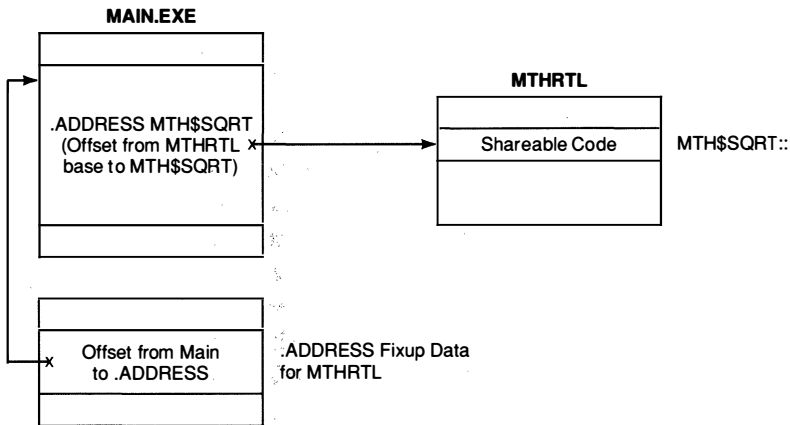 MAIN.EXE
.ADDRESS MTH$SQRT
(Offset from MTHRTL x
base to MTH$SQRT)
MTHRTL
Shareable Code
MTH$SQRT::
x Offset from Main
to .ADDRESS
.ADDRESS Fixup Data
for MTHRTL